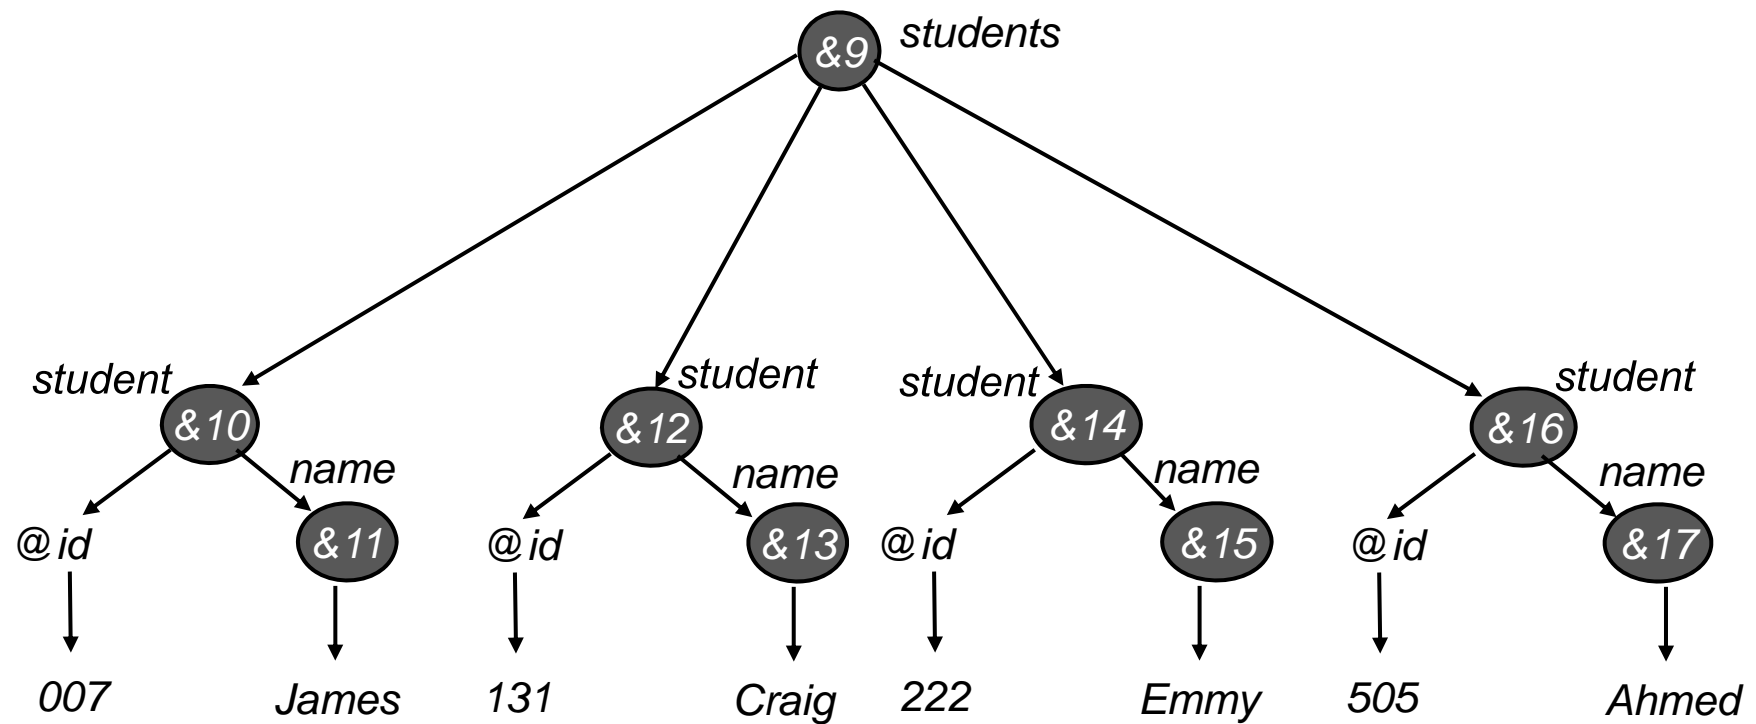 &9 students
student student student student
&10 &12 &14 &16
name name name name
@id &11 @id &13 @id &15 @id &17
007 James 131 Craig 222 Emmy 505 Ahmed